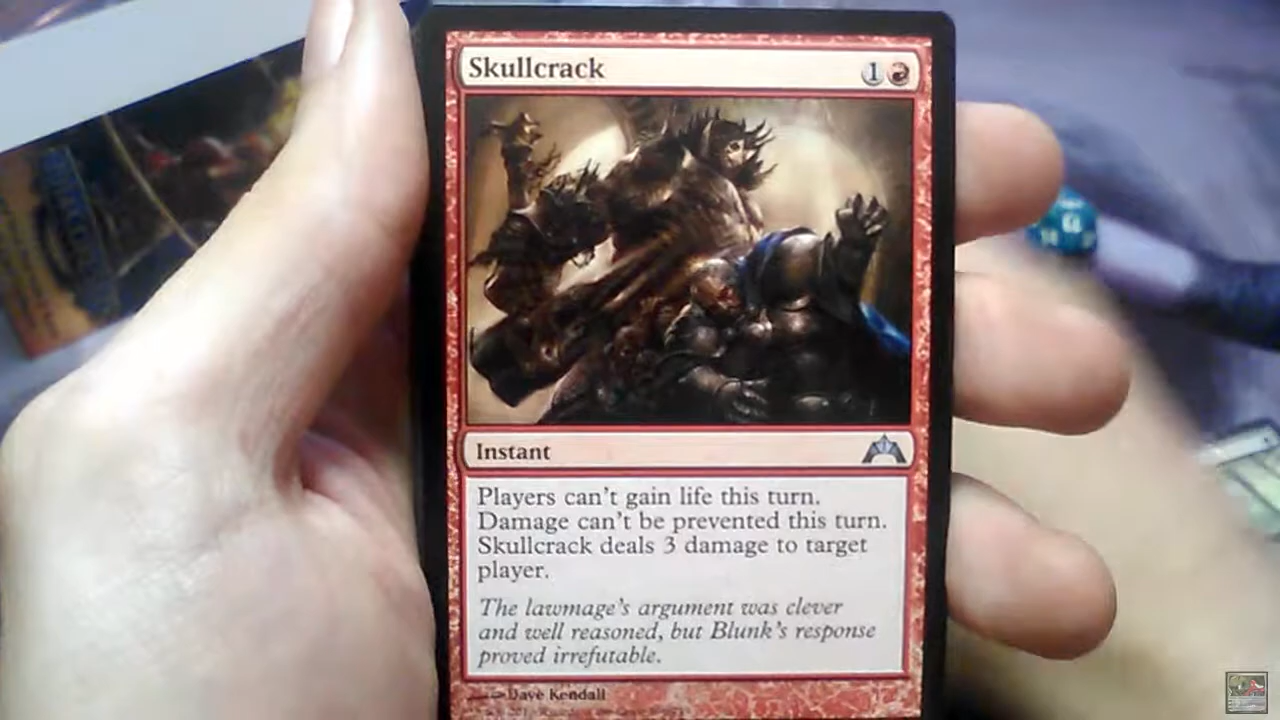 Skullcrack 1
Instant
Players can't gain life this turn.
Damage can't be prevented this turn.
Skullcrack deals 3 damage to target
player.
The lawmage's argument was clever
and well reasoned, but Blunk's response
proved irrefutable.
Dave Kendall